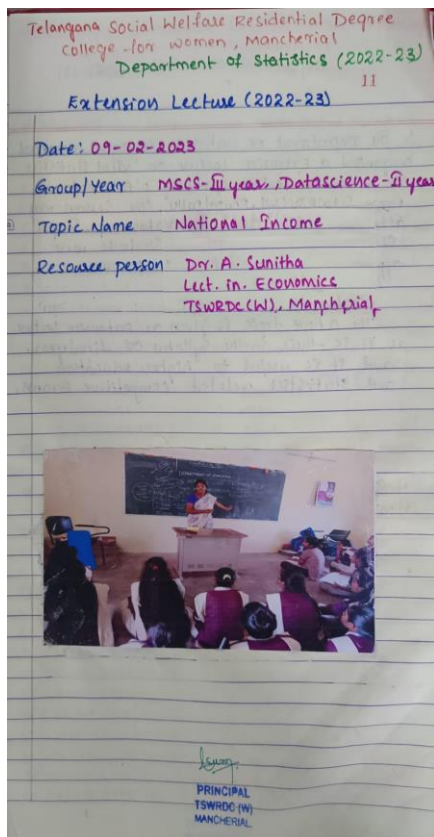 Telangana Social Welfare Residential Degree
College for women, Mancherial
Department of Statistics (2022-23)
11
Extension Lecture (2022-23)
Date: 09-02-2023
Group/Year MSCS-III year, Datascience-II year
Topic Name National Income
Resource person Dr. A. Sunitha
Lect. in. Economics
TSWRDC(W), Mancherial
PRINCIPAL
TSWRDC (W)
MANCHERIAL